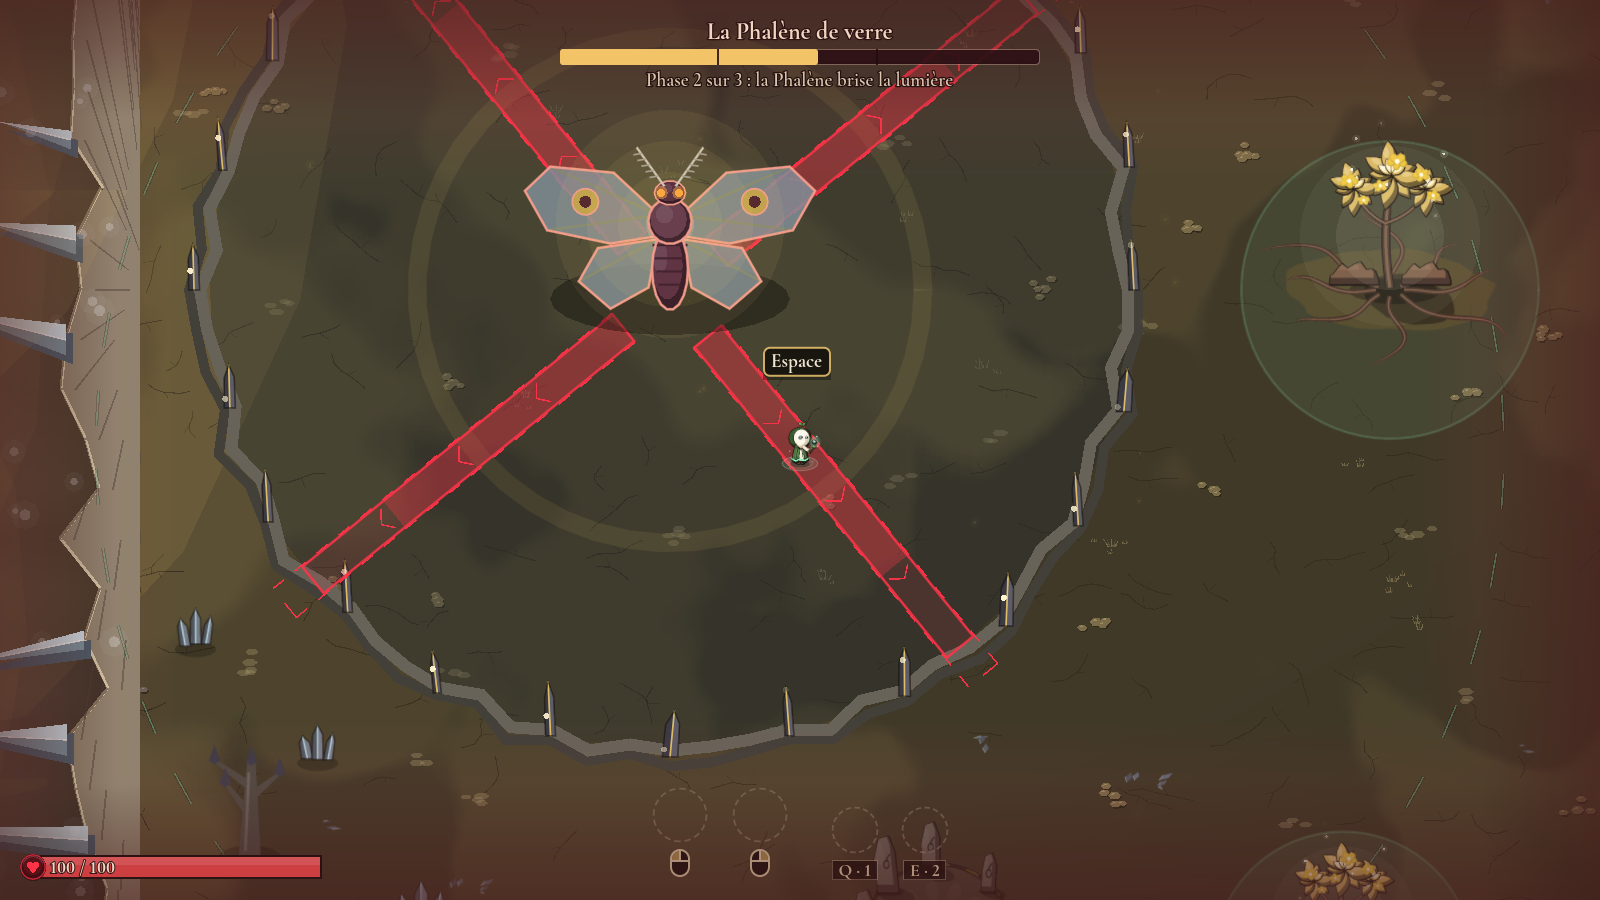 La Phalène de verre
Phase 2 sur 3 : la Phalène brise la lumière
Espace
100 / 100
Q · 1
E · 2